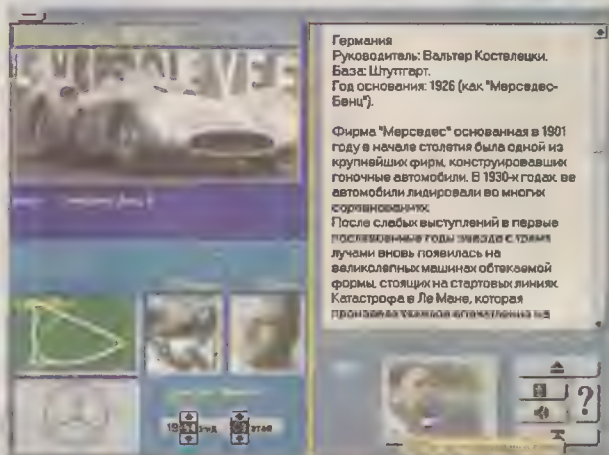 Германия
Руководитель: Вальтер Костелецки.
База: Штутгарт.
Год основания: 1926 (как "Мерседес-
Бенц").
Фирма "Мерседес" основанная в 1901
году в начале столетия была одной из
крупнейших фирм, конструировавших
гоночные автомобили. В 1930-х годах, ее
автомобили лидировали во многих
соревнованиях.
После слабых выступлений в первые
послевоенные годы звезда с тремя
лучами вновь появилась на
великолепных машинах обтекаемой
формы, стоящих на стартовых линиях.
Катастрофа в Ле Мане, которая
произвела впечатление на
год этап
?